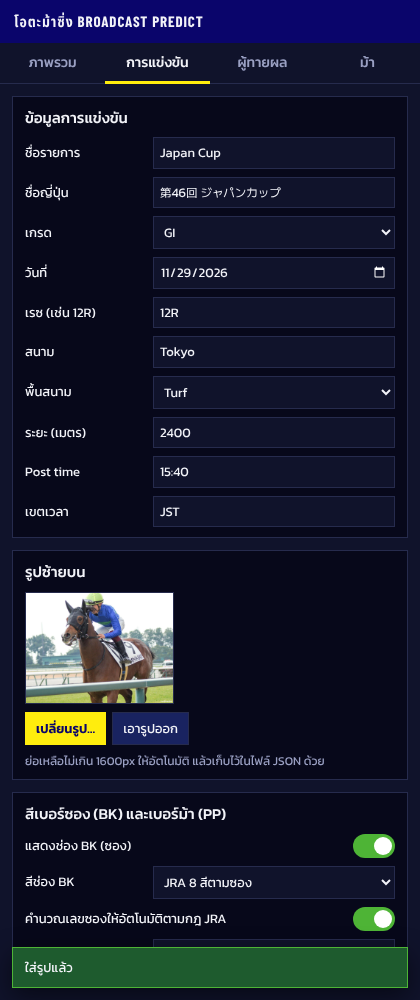 โอตะม้าซิ่ง BROADCAST PREDICT
ภาพรวม
การแข่งขัน
ผู้ทายผล
ม้า
ข้อมูลการแข่งขัน
ชื่อรายการ
Japan Cup
ชื่อญี่ปุ่น
第46回 ジャパンカップ
เกรด
GI
วันที่
11/29/2026
เรซ (เช่น 12R)
12R
สนาม
Tokyo
พื้นสนาม
Turf
ระยะ (เมตร)
2400
Post time
15:40
เขตเวลา
JST
รูปซ้ายบน
เปลี่ยนรูป...
เอารูปออก
ย่อเหลือไม่เกิน 1600px ให้อัตโนมัติ แล้วเก็บไว้ในไฟล์ JSON ด้วย
สีเบอร์ซอง (BK) และเบอร์ม้า (PP)
แสดงช่อง BK (ซอง)
สีช่อง BK
JRA 8 สีตามซอง
คำนวณเลขซองให้อัตโนมัติตามกฎ JRA
ใส่รูปแล้ว